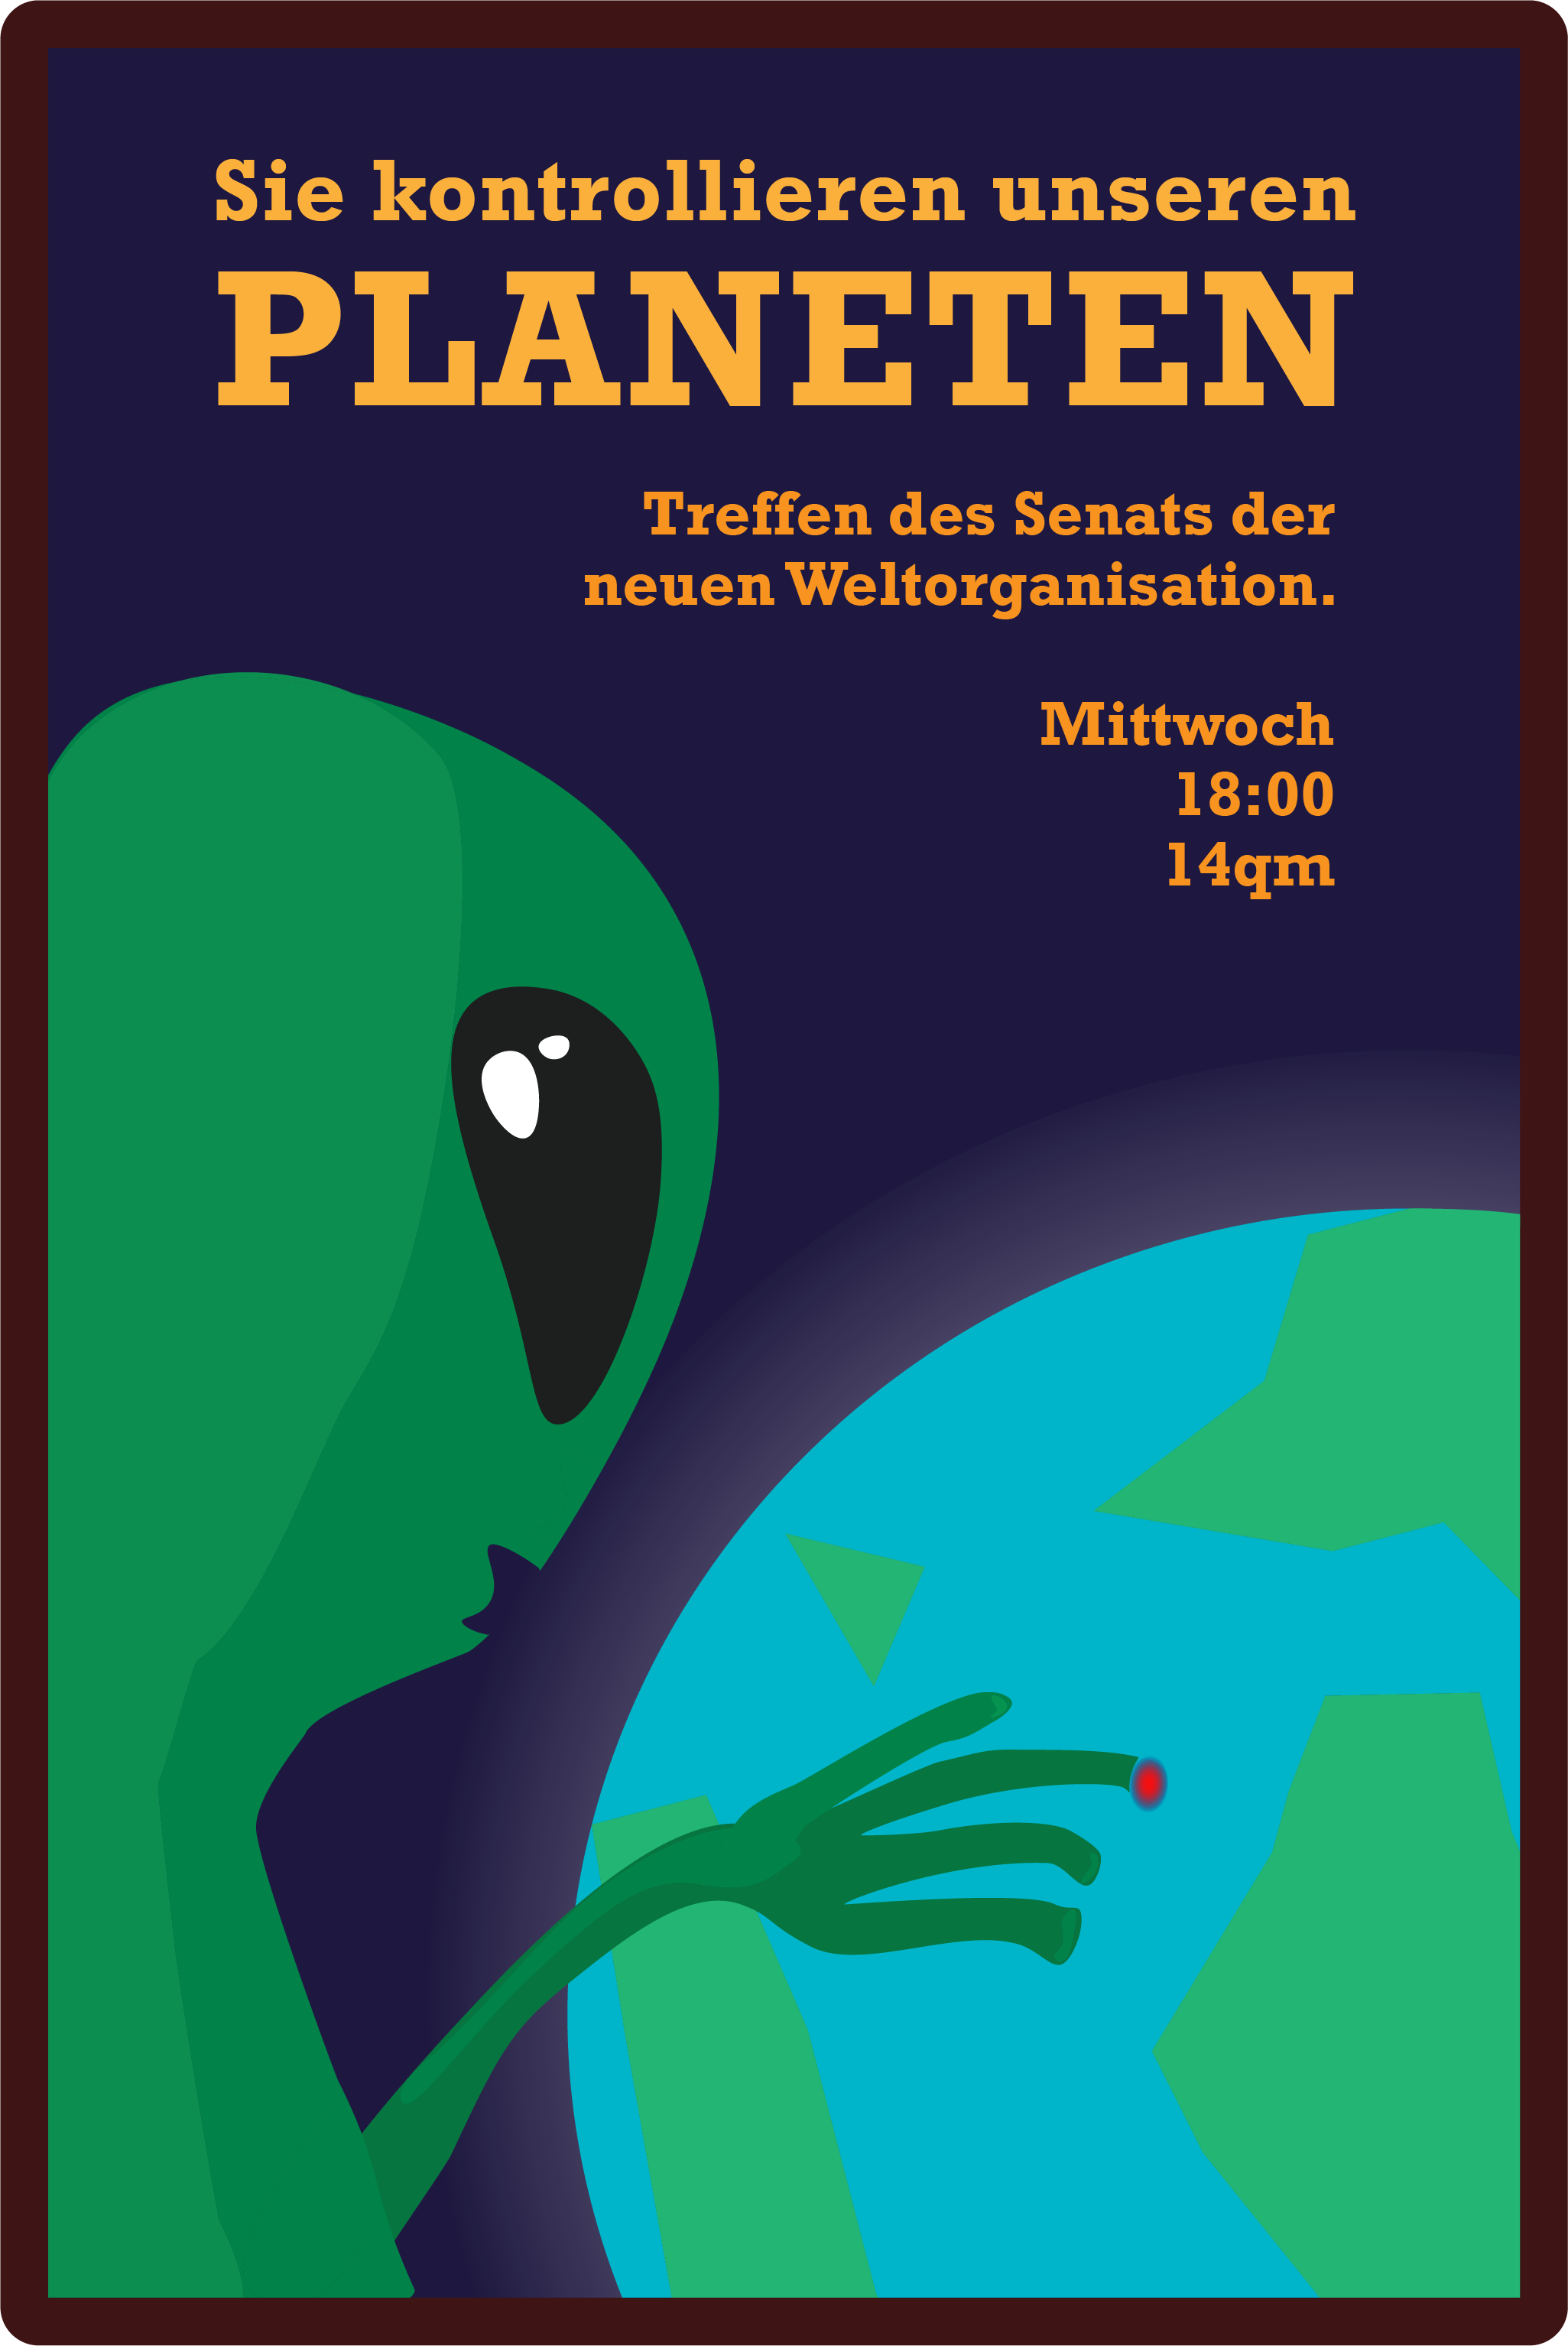 Sie kontrollieren unseren
PLANETEN
Treffen des Senats der
neuen Weltorganisation.
Mittwoch
18:00
14qm